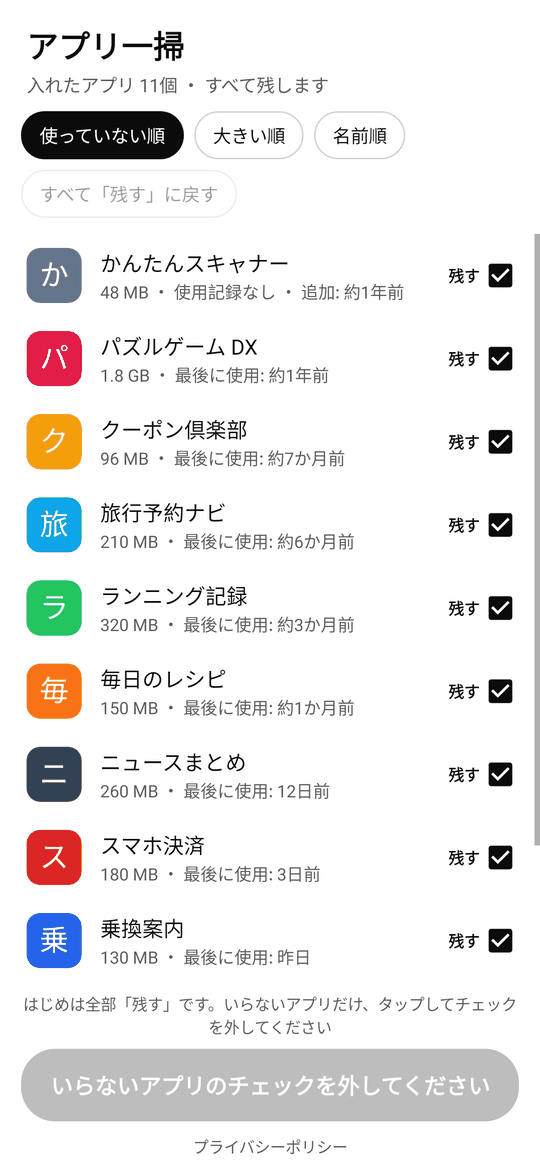 アプリ一掃
入れたアプリ 11個 ・ すべて残します
使っていない順
大きい順
名前順
すべて「残す」に戻す
か
かんたんスキャナー
48 MB ・ 使用記録なし ・ 追加: 約1年前
残す
パ
パズルゲーム DX
1.8 GB ・ 最後に使用: 約1年前
残す
ク
クーポン倶楽部
96 MB ・ 最後に使用: 約7か月前
残す
旅
旅行予約ナビ
210 MB ・ 最後に使用: 約6か月前
残す
ラ
ランニング記録
320 MB ・ 最後に使用: 約3か月前
残す
毎
毎日のレシピ
150 MB ・ 最後に使用: 約1か月前
残す
ニ
ニュースまとめ
260 MB ・ 最後に使用: 12日前
残す
ス
スマホ決済
180 MB ・ 最後に使用: 3日前
残す
乗
乗換案内
130 MB ・ 最後に使用: 昨日
残す
はじめは全部「残す」です。いらないアプリだけ、タップしてチェック
を外してください
いらないアプリのチェックを外してください
プライバシーポリシー